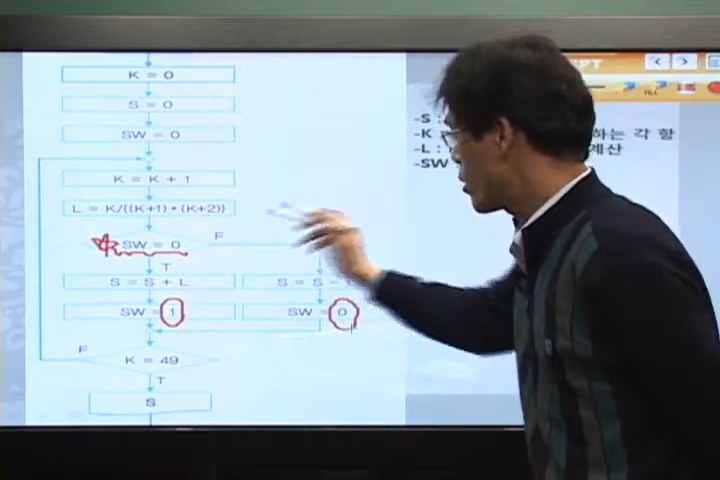 K = 0
S = 0
SW = 0
K = K + 1
L = K/((K+1)*(K+2))
SW = 0
F
T
S = S + L
S = S -
SW = 1
SW = 0
F
K = 49
T
S
-S :
-K
하는 각 항
-L :
계산
-SW
ALL